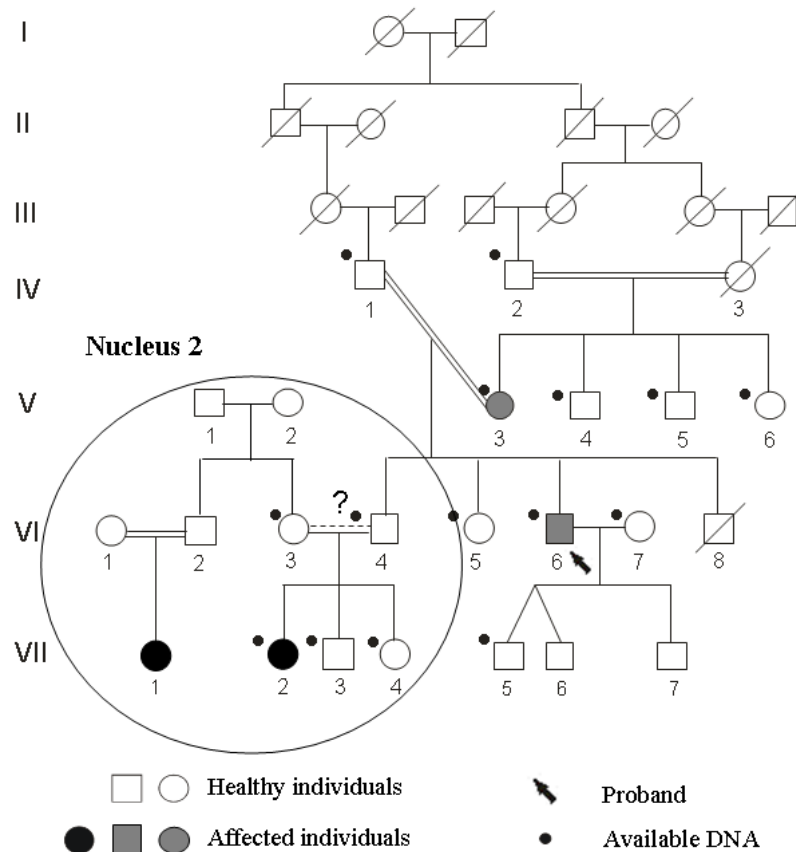 I
II
III
IV
1 2 3
Nucleus 2
V
1 2 3 4 5 6
?
VI
1 2 3 4 5 6 7 8
VII
1 2 3 4 5 6 7
Healthy individuals Proband
Affected individuals Available DNA